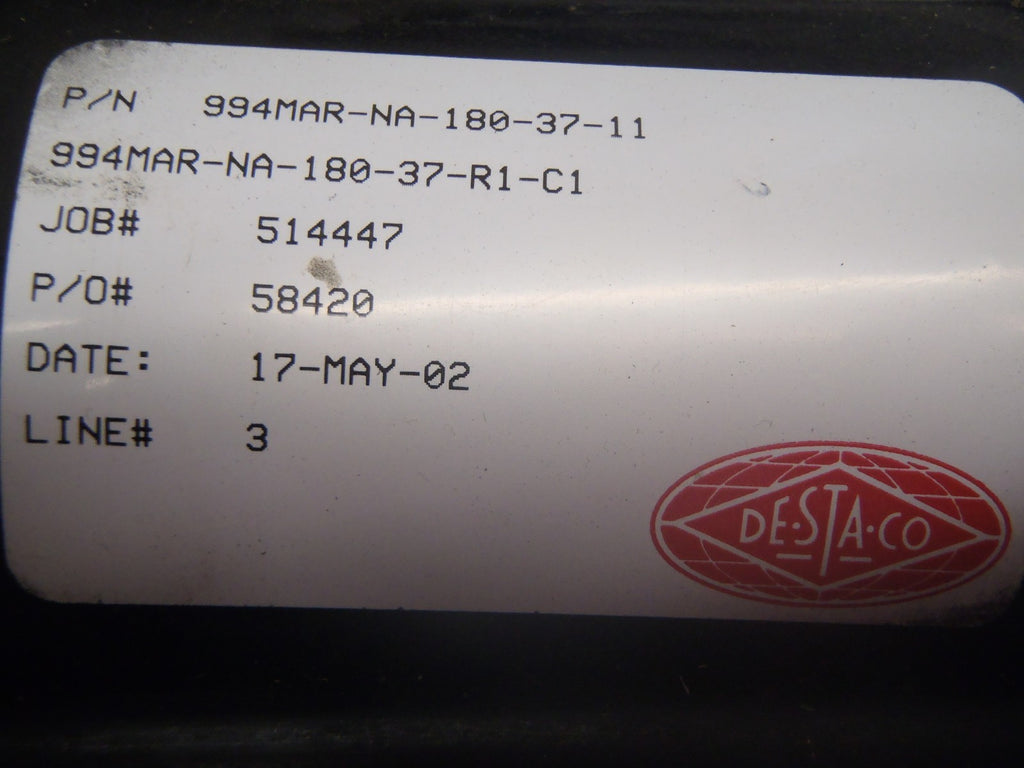 P/N 994MAR-NA-180-37-11
994MAR-NA-180-37-R1-C1
JOB# 514447
P/O# 58420
DATE: 17-MAY-02
LINE# 3
DE·STA·CO